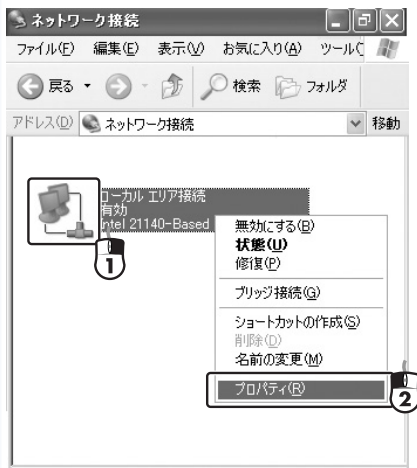 ネットワーク接続
ファイル(F) 編集(E) 表示(V) お気に入り(A) ツール(
戻る 検索 フォルダ
アドレス(D) ネットワーク接続 移動
ローカル エリア接続
有効
Intel 21140-Based
1
無効にする(B)
状態(U)
修復(P)
ブリッジ接続(G)
ショートカットの作成(S)
削除(D)
名前の変更(M)
プロパティ(R)
2